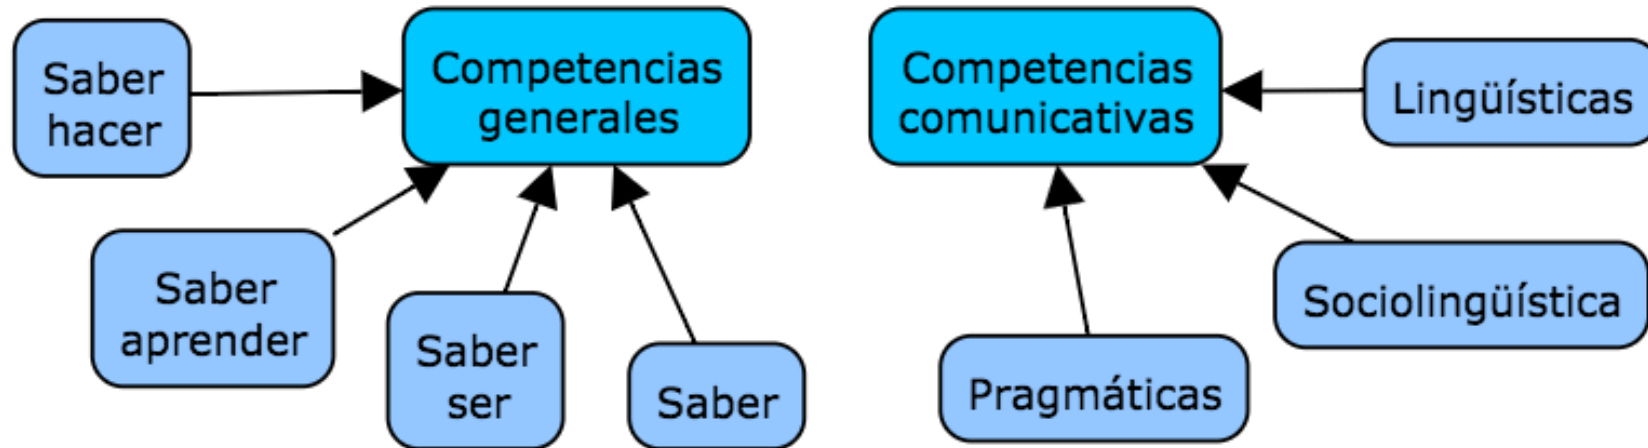 Saber
hacer
Competencias
generales
Saber
aprender
Saber
ser
Saber
Competencias
comunicativas
Lingüísticas
Sociolingüística
Pragmáticas